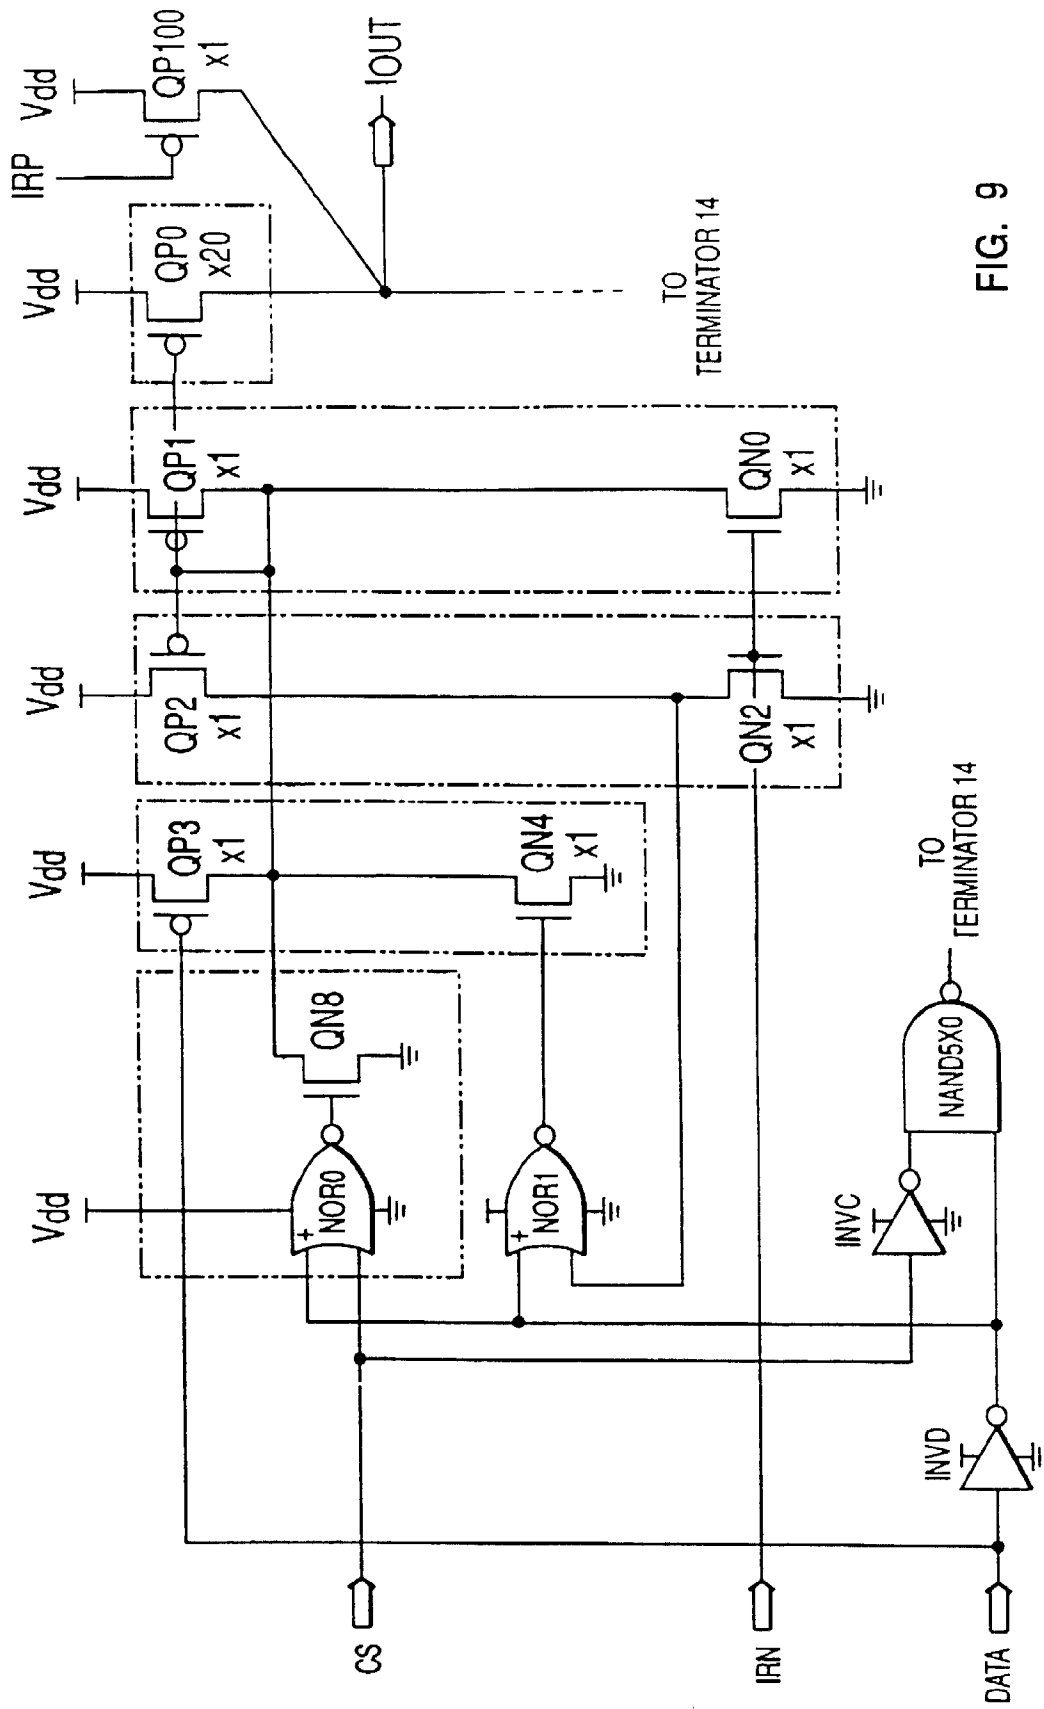 Vdd
Vdd
Vdd
Vdd
Vdd
Vdd
IRP
QP3
x1
QP2
x1
QP1
x1
QP0
x20
QP100
x1
IOUT
NOR0
+
QN8
NOR1
+
QN4
x1
QN2
x1
QN0
x1
TO
TERMINATOR 14
CS
IRN
DATA
INVD
INVC
NAND5X0
TO
TERMINATOR 14
FIG. 9